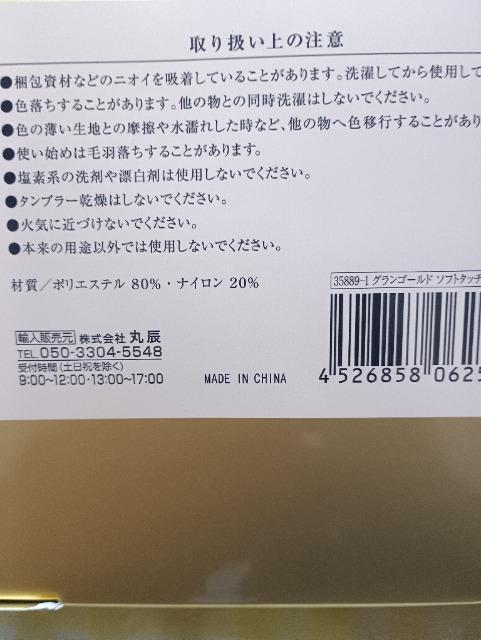 取り扱い上の注意
●梱包資材などのニオイを吸着していることがあります。洗濯してから使用して
●色落ちすることがあります。他の物との同時洗濯はしないでください。
●色の薄い生地との摩擦や水濡れした時など、他の物へ色移行することがあり
●使い始めは毛羽落ちすることがあります。
●塩素系の洗剤や漂白剤は使用しないでください。
●タンブラー乾燥はしないでください。
●火気に近づけないでください。
●本来の用途以外では使用しないでください。
材質／ポリエステル 80%・ナイロン 20%
35889-1 グランゴールド ソフトタッチ
輸入販売元 株式会社 丸辰
TEL.050-3304-5548
受付時間（土日祝を除く）
9:00~12:00・13:00~17:00
MADE IN CHINA
4 526858 0625